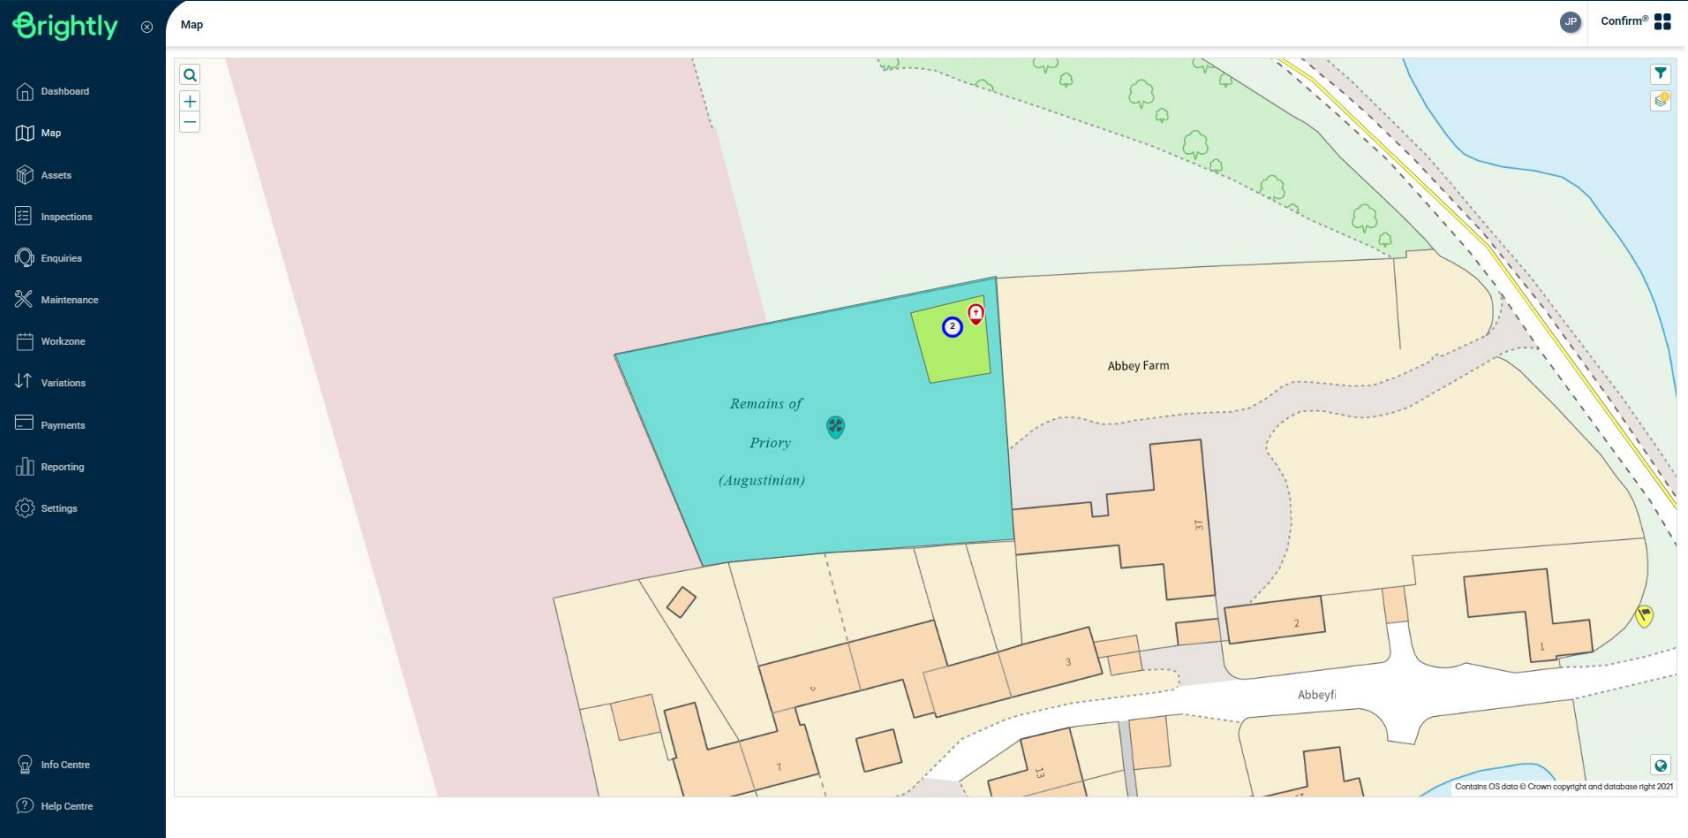 Brightly
Map
JP
Confirm®
Dashboard
Map
Assets
Inspections
Enquiries
Maintenance
Workzone
Variations
Payments
Reporting
Settings
Info Centre
Help Centre
2
Abbey Farm
Remains of
Priory
(Augustinian)
37
2
1
3
Abbeyfi
7
13
Contains OS data © Crown copyright and database right 2021